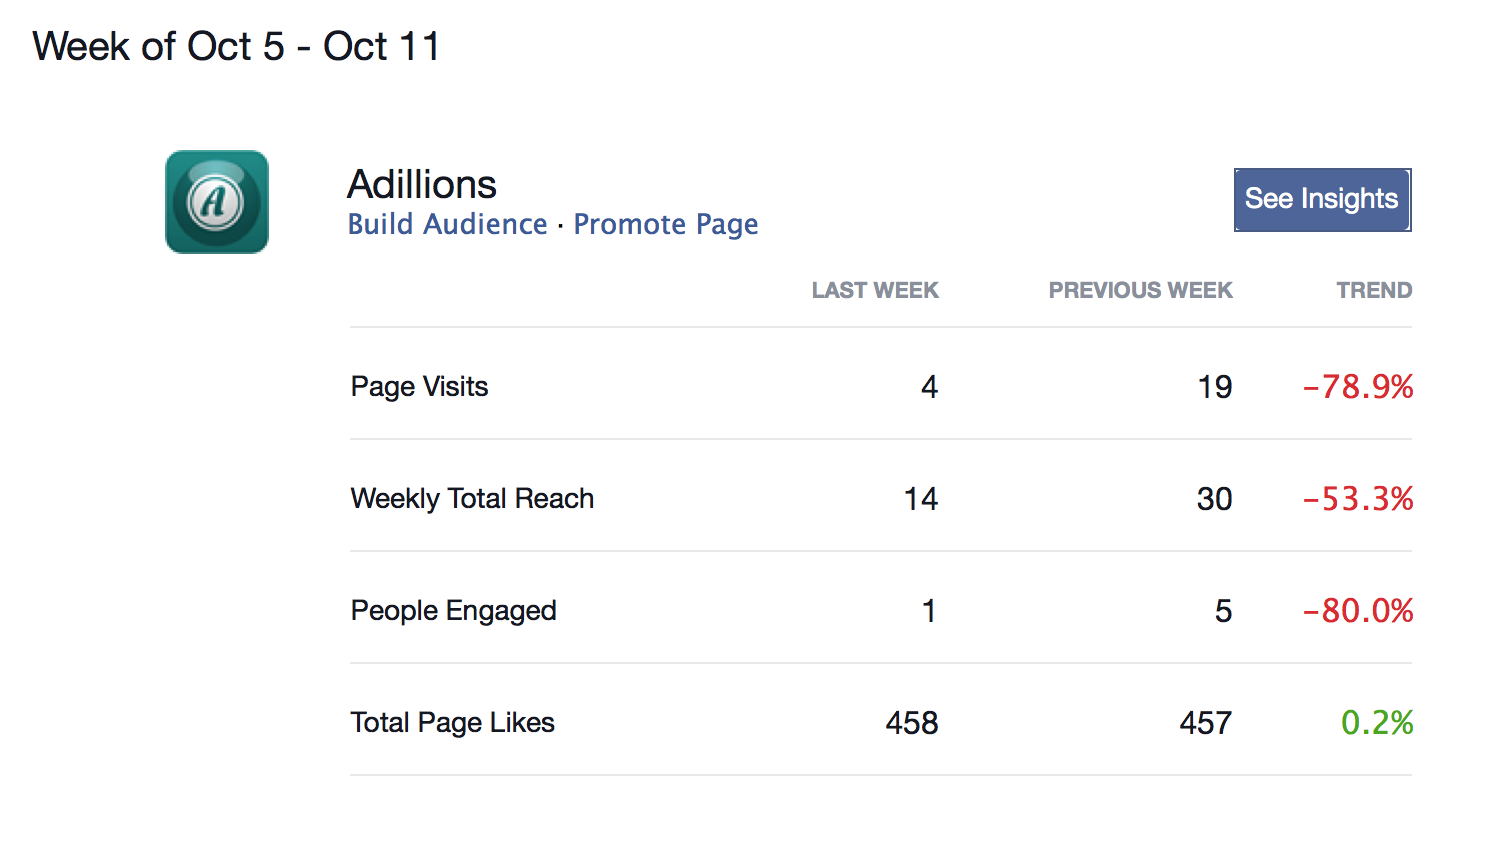 Week of Oct 5 - Oct 11
A
Adillions
See Insights
Build Audience · Promote Page
LAST WEEK PREVIOUS WEEK TREND
Page Visits 4 19 -78.9%
Weekly Total Reach 14 30 -53.3%
People Engaged 1 5 -80.0%
Total Page Likes 458 457 0.2%